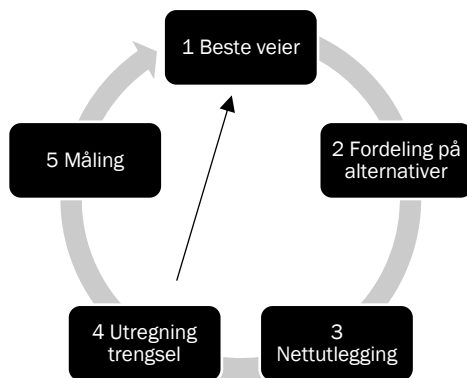 1 Beste veier
2 Fordeling på
alternativer
3
Nettutlegging
4 Utregning
trengsel
5 Måling